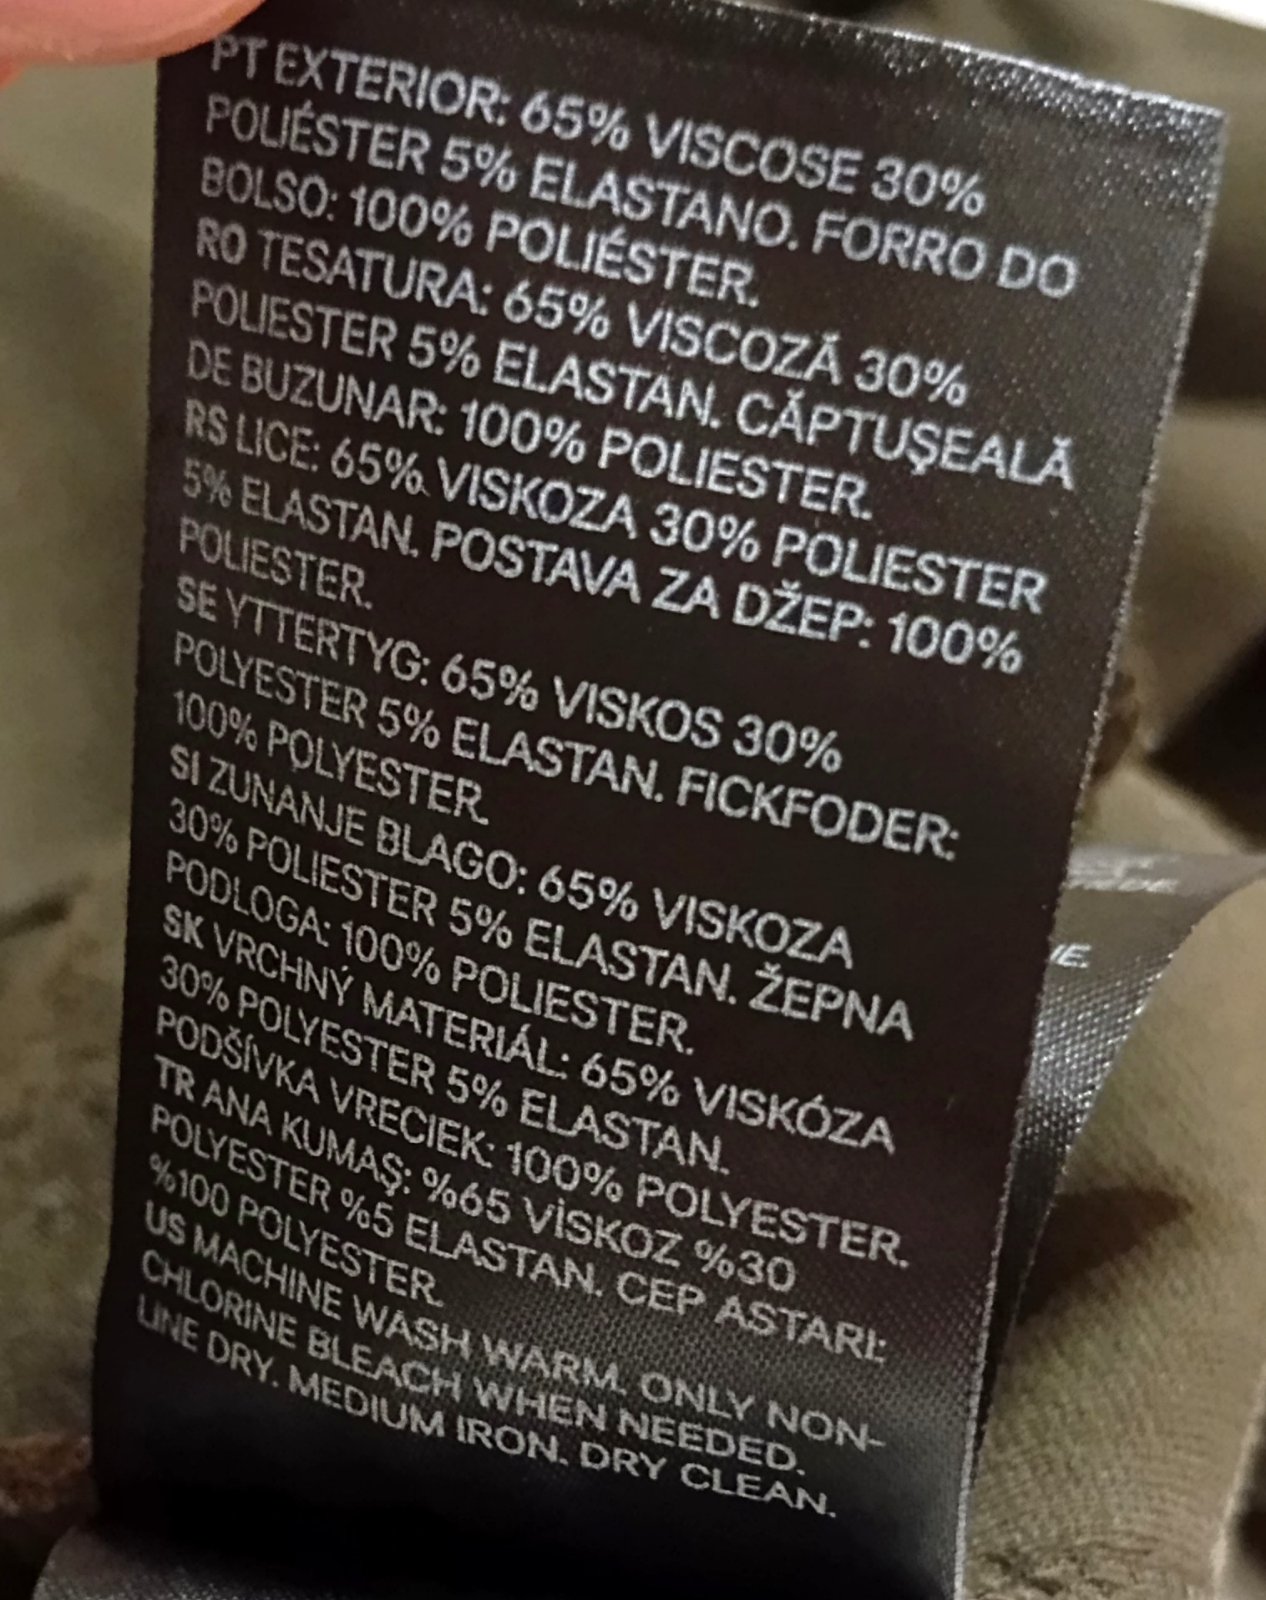 PT EXTERIOR: 65% VISCOSE 30%
POLIÉSTER 5% ELASTANO. FORRO DO
BOLSO: 100% POLIÉSTER.
RO TESATURA: 65% VISCOZĂ 30%
POLIESTER 5% ELASTAN. CĂPTUŞEALĂ
DE BUZUNAR: 100% POLIESTER.
RS LICE: 65% VISKOZA 30% POLIESTER
5% ELASTAN. POSTAVA ZA DŽEP: 100%
POLIESTER.
SE YTTERTYG: 65% VISKOS 30%
POLYESTER 5% ELASTAN. FICKFODER:
100% POLYESTER.
SI ZUNANJE BLAGO: 65% VISKOZA
30% POLIESTER 5% ELASTAN. ŽEPNA
PODLOGA: 100% POLIESTER.
SK VRCHNÝ MATERIÁL: 65% VISKÓZA
30% POLYESTER 5% ELASTAN.
PODŠÍVKA VRECIEK: 100% POLYESTER.
TR ANA KUMAŞ: %65 VİSKOZ %30
POLYESTER %5 ELASTAN. CEP ASTARI:
%100 POLYESTER.
US MACHINE WASH WARM. ONLY NON-
CHLORINE BLEACH WHEN NEEDED.
LINE DRY. MEDIUM IRON. DRY CLEAN.